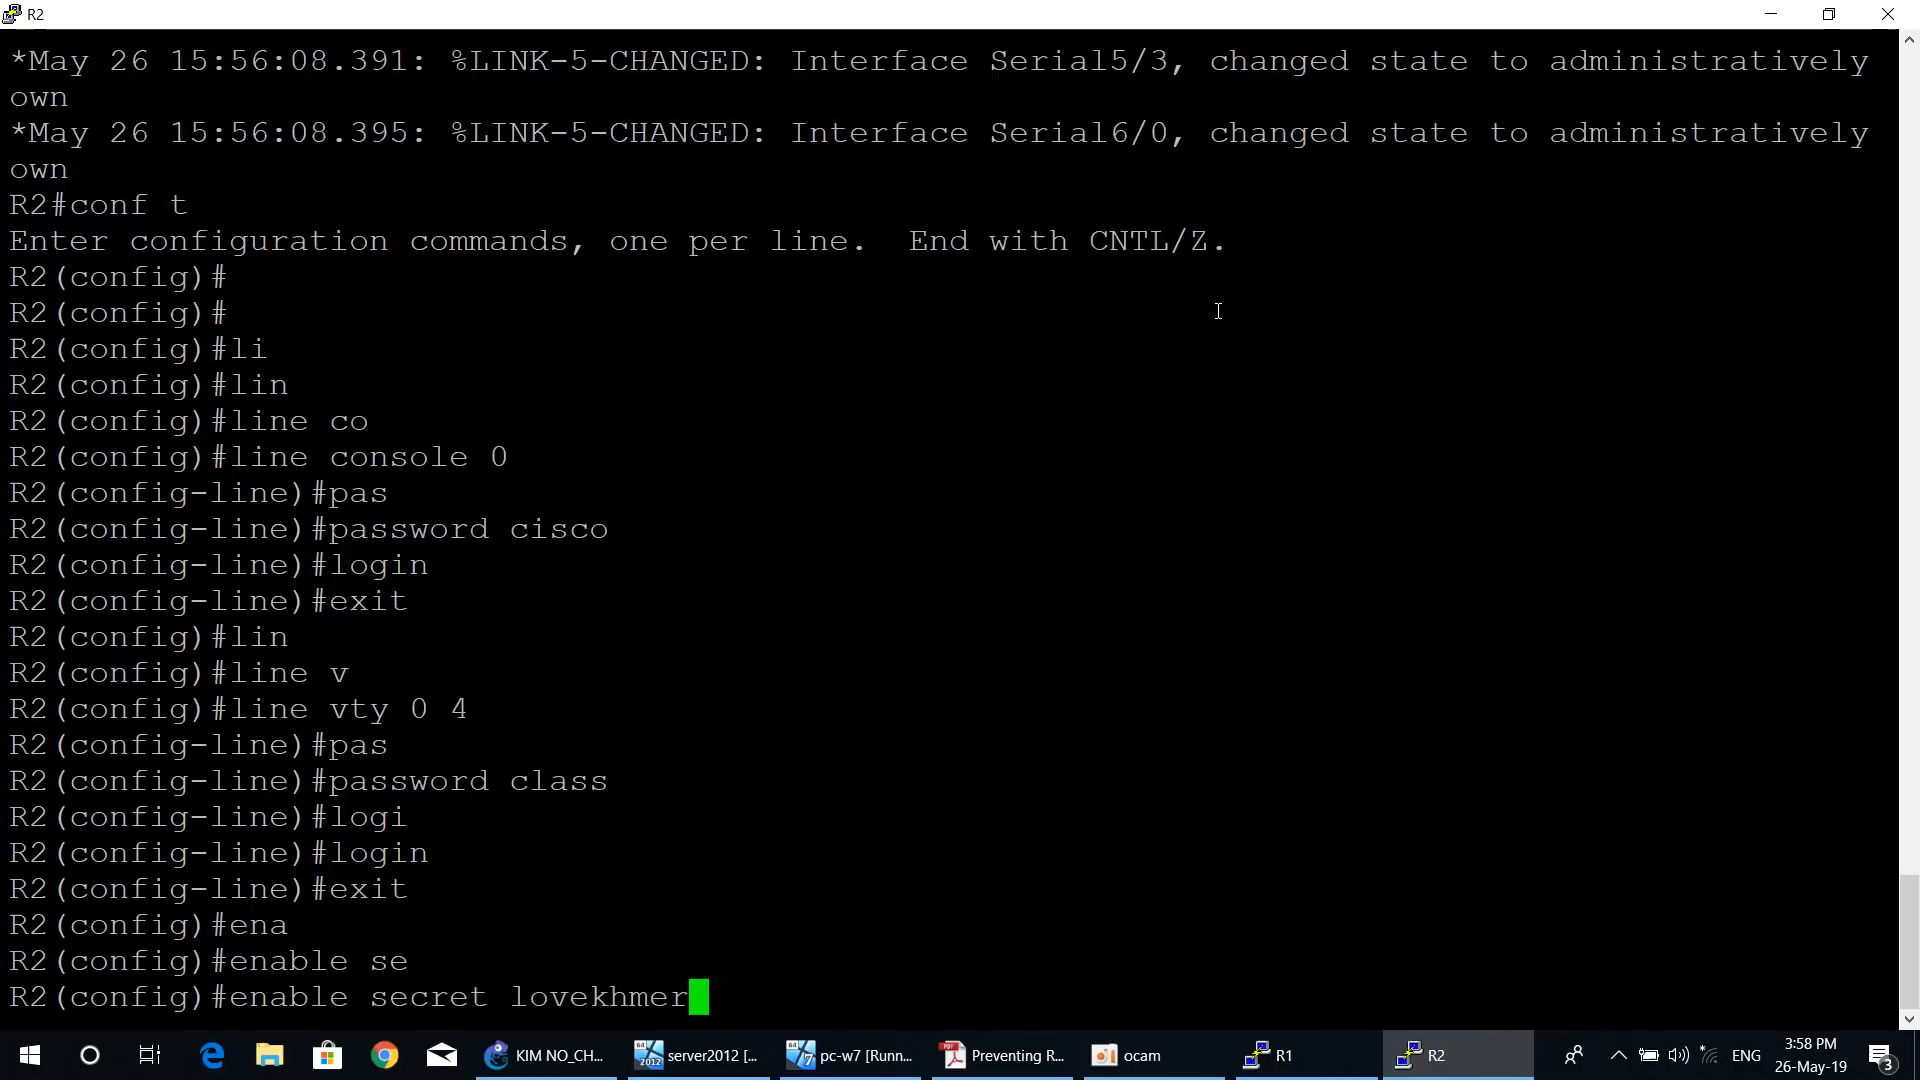 R2
*May 26 15:56:08.391: %LINK-5-CHANGED: Interface Serial5/3, changed state to administratively
own
*May 26 15:56:08.395: %LINK-5-CHANGED: Interface Serial6/0, changed state to administratively
own
R2#conf t
Enter configuration commands, one per line.  End with CNTL/Z.
R2(config)#
R2(config)#
R2(config)#li
R2(config)#lin
R2(config)#line co
R2(config)#line console 0
R2(config-line)#pas
R2(config-line)#password cisco
R2(config-line)#login
R2(config-line)#exit
R2(config)#lin
R2(config)#line v
R2(config)#line vty 0 4
R2(config-line)#pas
R2(config-line)#password class
R2(config-line)#logi
R2(config-line)#login
R2(config-line)#exit
R2(config)#ena
R2(config)#enable se
R2(config)#enable secret lovekhmer
KIM NO_CH... server2012 [... pc-w7 [Runn... Preventing R... ocam R1 R2 ENG 3:58 PM
26-May-19 3